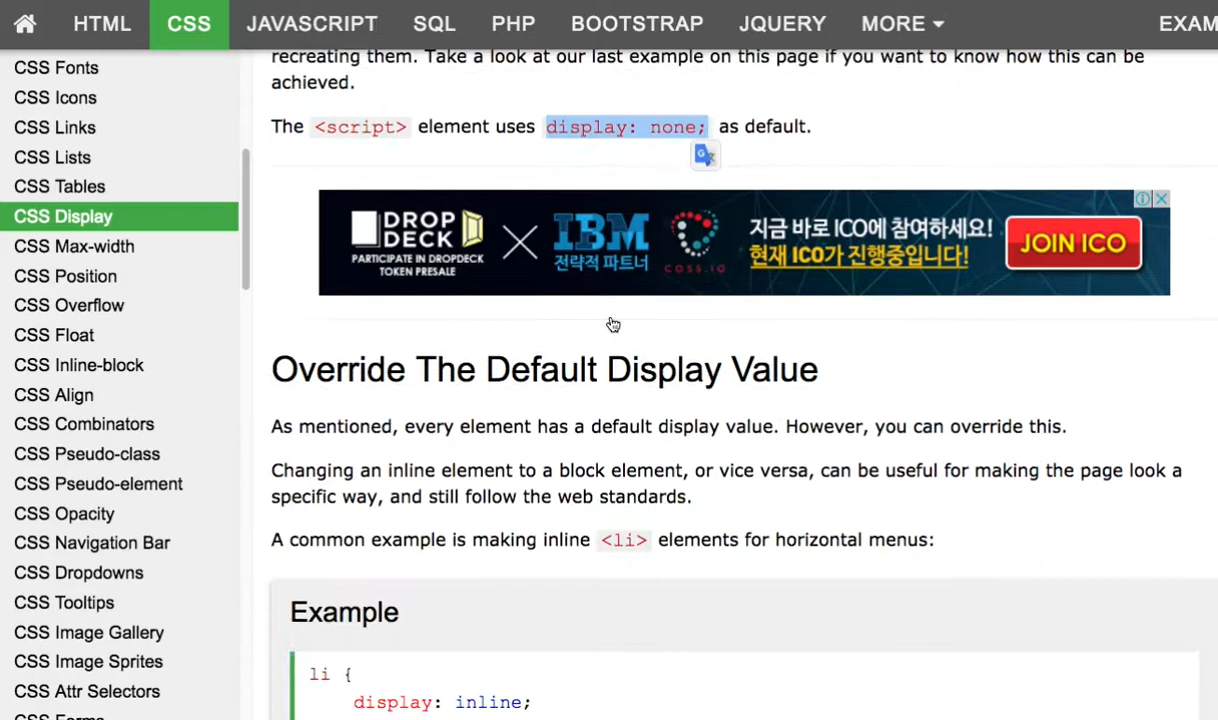 HTML CSS JAVASCRIPT SQL PHP BOOTSTRAP JQUERY MORE EXAM
CSS Fonts
CSS Icons
CSS Links
CSS Lists
CSS Tables
CSS Display
CSS Max-width
CSS Position
CSS Overflow
CSS Float
CSS Inline-block
CSS Align
CSS Combinators
CSS Pseudo-class
CSS Pseudo-element
CSS Opacity
CSS Navigation Bar
CSS Dropdowns
CSS Tooltips
CSS Image Gallery
CSS Image Sprites
CSS Attr Selectors
CSS Forms
recreating them. Take a look at our last example on this page if you want to know how this can be
achieved.
The <script> element uses display: none; as default.
DROP
DECK
PARTICIPATE IN DROPDECK
TOKEN PRESALE
IBM
전략적 파트너
COSS.IO
지금 바로 ICO에 참여하세요!
현재 ICO가 진행중입니다!
JOIN ICO
Override The Default Display Value
As mentioned, every element has a default display value. However, you can override this.
Changing an inline element to a block element, or vice versa, can be useful for making the page look a
specific way, and still follow the web standards.
A common example is making inline <li> elements for horizontal menus:
Example
li {
display: inline;